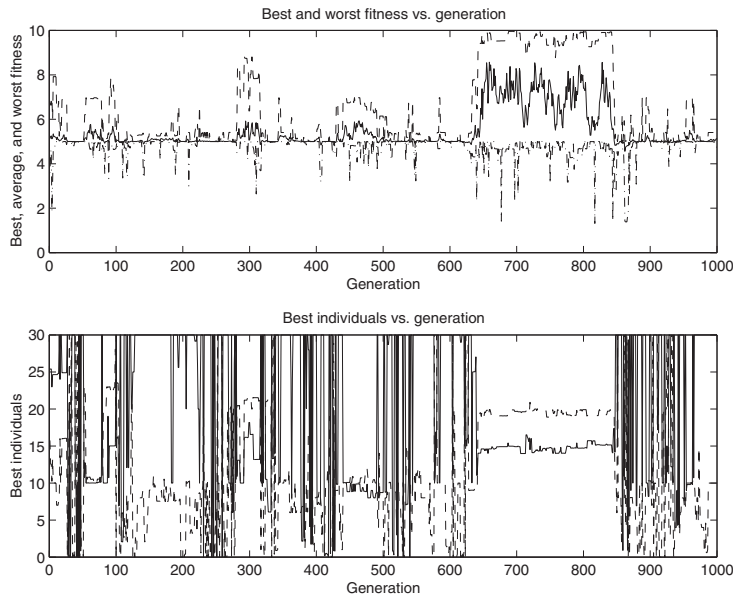 Best and worst fitness vs. generation
Best, average, and worst fitness
10
8
6
4
2
0
0 100 200 300 400 500 600 700 800 900 1000
Generation
Best individuals vs. generation
Best individuals
30
25
20
15
10
5
0
0 100 200 300 400 500 600 700 800 900 1000
Generation